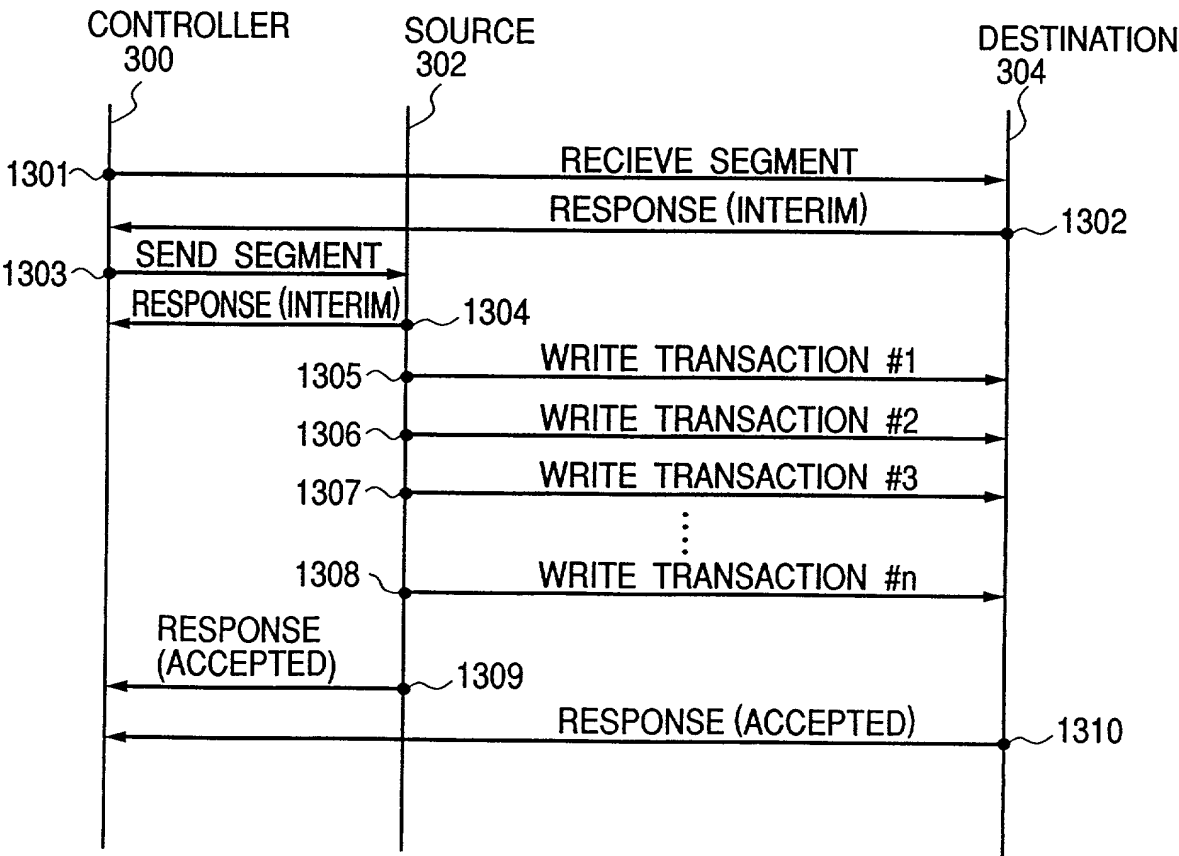 CONTROLLER
300
SOURCE
302
DESTINATION
304
1301
RECIEVE SEGMENT
RESPONSE (INTERIM)
1302
1303
SEND SEGMENT
RESPONSE (INTERIM)
1304
1305
WRITE TRANSACTION #1
1306
WRITE TRANSACTION #2
1307
WRITE TRANSACTION #3
1308
WRITE TRANSACTION #n
RESPONSE
(ACCEPTED)
1309
RESPONSE (ACCEPTED)
1310